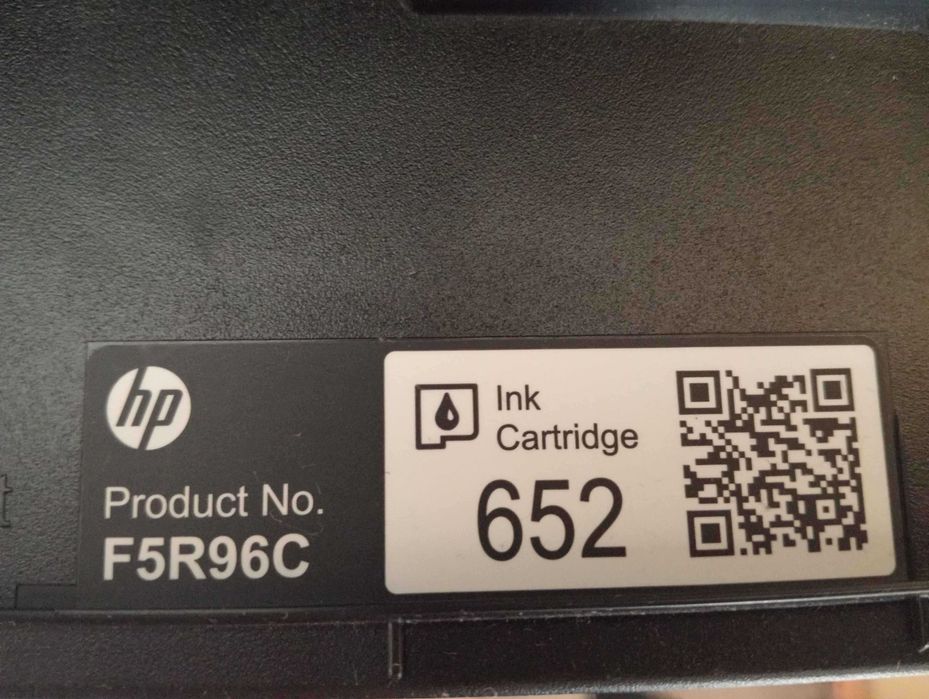 hp
Product No.
F5R96C
Ink
Cartridge
652